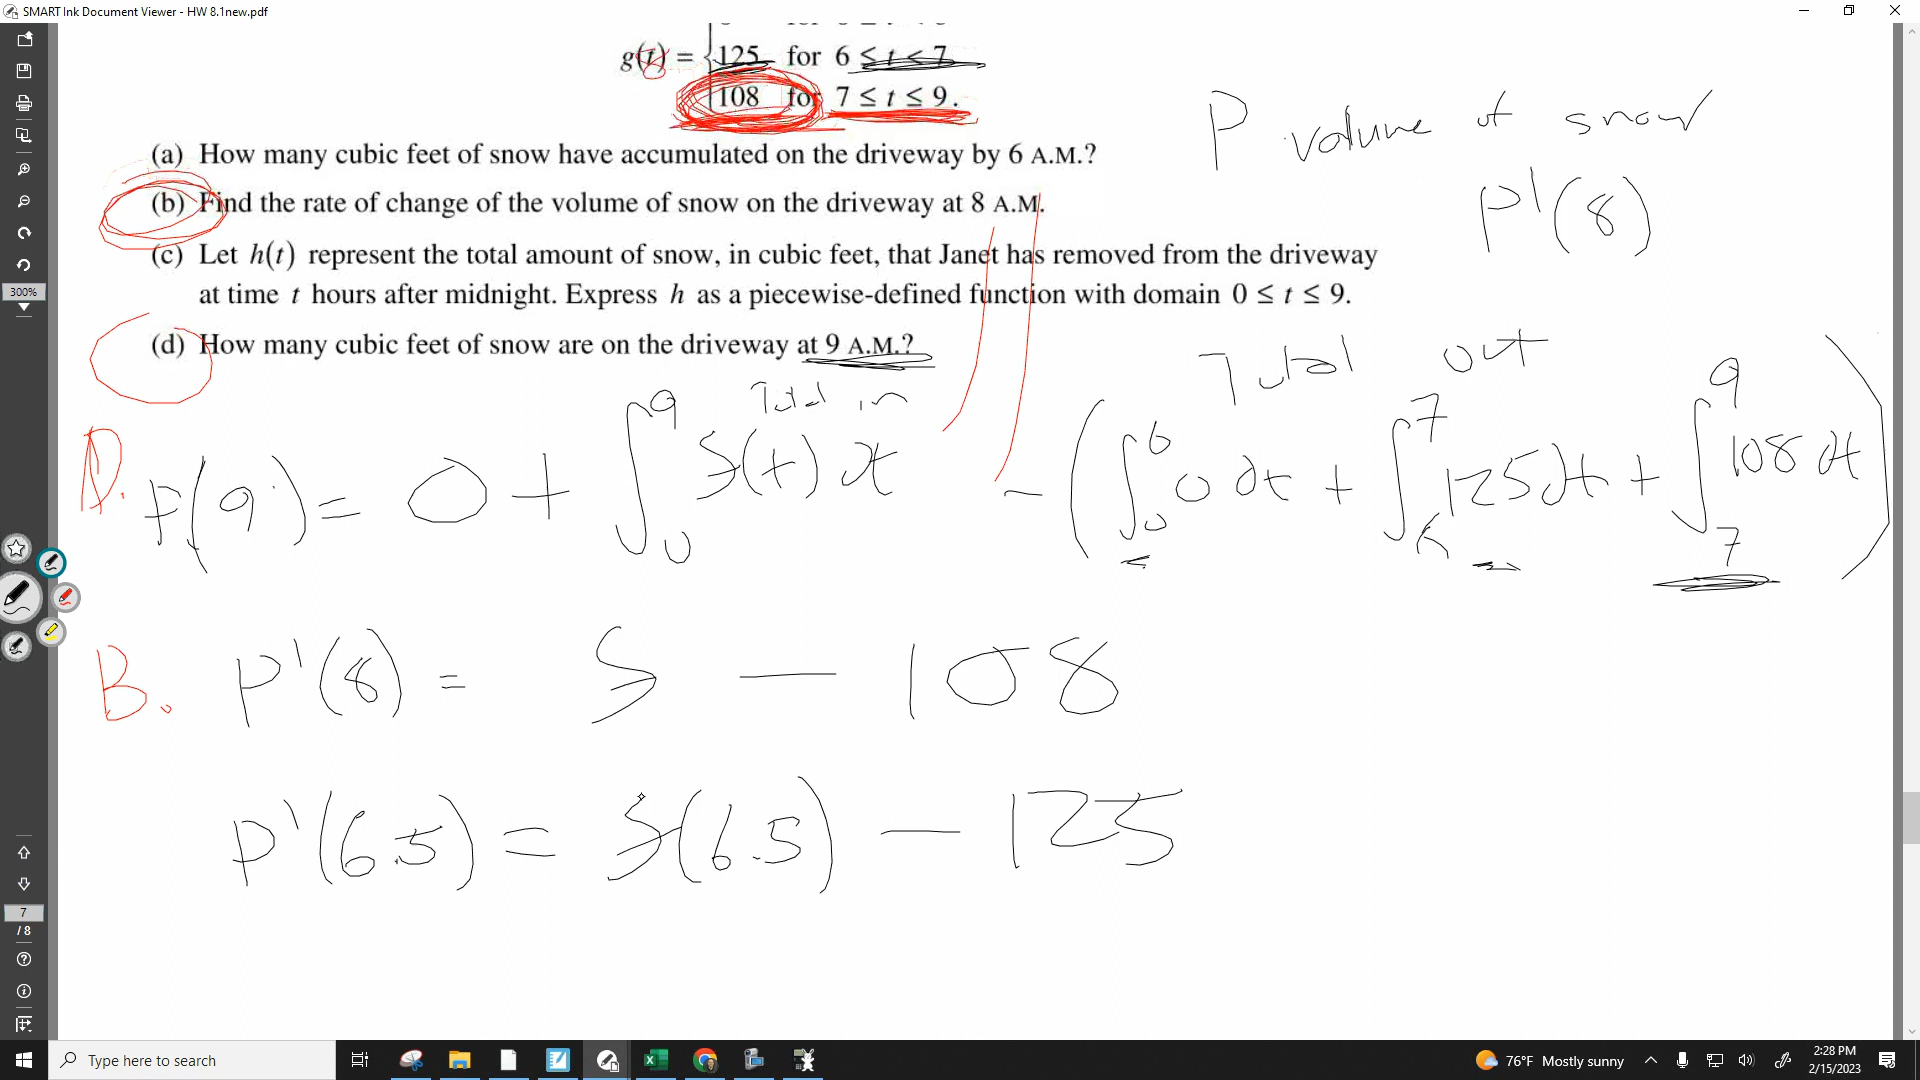 SMART Ink Document Viewer - HW 8.1new.pdf
g(t) = 125 for 6 ≤ t < 7
108 for 7 ≤ t ≤ 9.
(a) How many cubic feet of snow have accumulated on the driveway by 6 A.M.?
(b) Find the rate of change of the volume of snow on the driveway at 8 A.M.
(c) Let h(t) represent the total amount of snow, in cubic feet, that Janet has removed from the driveway
at time t hours after midnight. Express h as a piecewise-defined function with domain 0 ≤ t ≤ 9.
(d) How many cubic feet of snow are on the driveway at 9 A.M.?
P volume of snow
P'(8)
Total in
Total out
D. P(9) = 0 + ∫₀⁹ S(t) dt - (∫₀⁶ 0 dt + ∫₆⁷ 125 dt + ∫₇⁹ 108 dt)
B. P'(8) = S — 108
P'(6.5) = S(6.5) — 125
300%
7
/ 8
Type here to search
76°F Mostly sunny
2:28 PM
2/15/2023